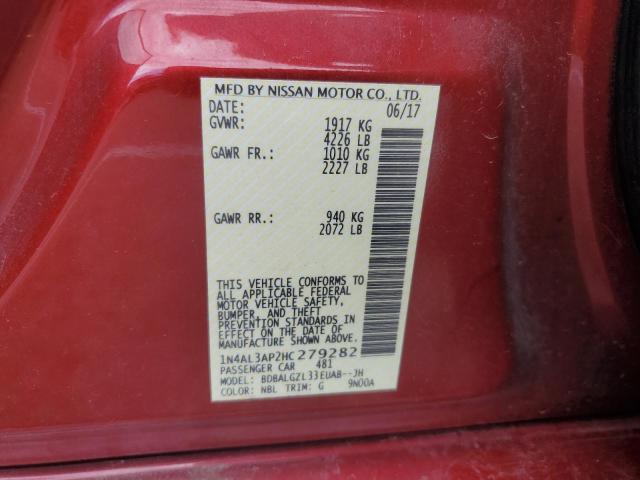 MFD BY NISSAN MOTOR CO., LTD.
DATE: 06/17
GVWR: 1917 KG
4226 LB
GAWR FR.: 1010 KG
2227 LB
GAWR RR.: 940 KG
2072 LB
THIS VEHICLE CONFORMS TO
ALL APPLICABLE FEDERAL
MOTOR VEHICLE SAFETY,
BUMPER, AND THEFT
PREVENTION STANDARDS
IN EFFECT ON THE DATE OF
MANUFACTURE SHOWN ABOVE.
1N4AL3AP2HC279282
PASSENGER CAR 481
MODEL: BDBALGZL33EUAB--JH
COLOR: NBL TRIM: G 9N00A